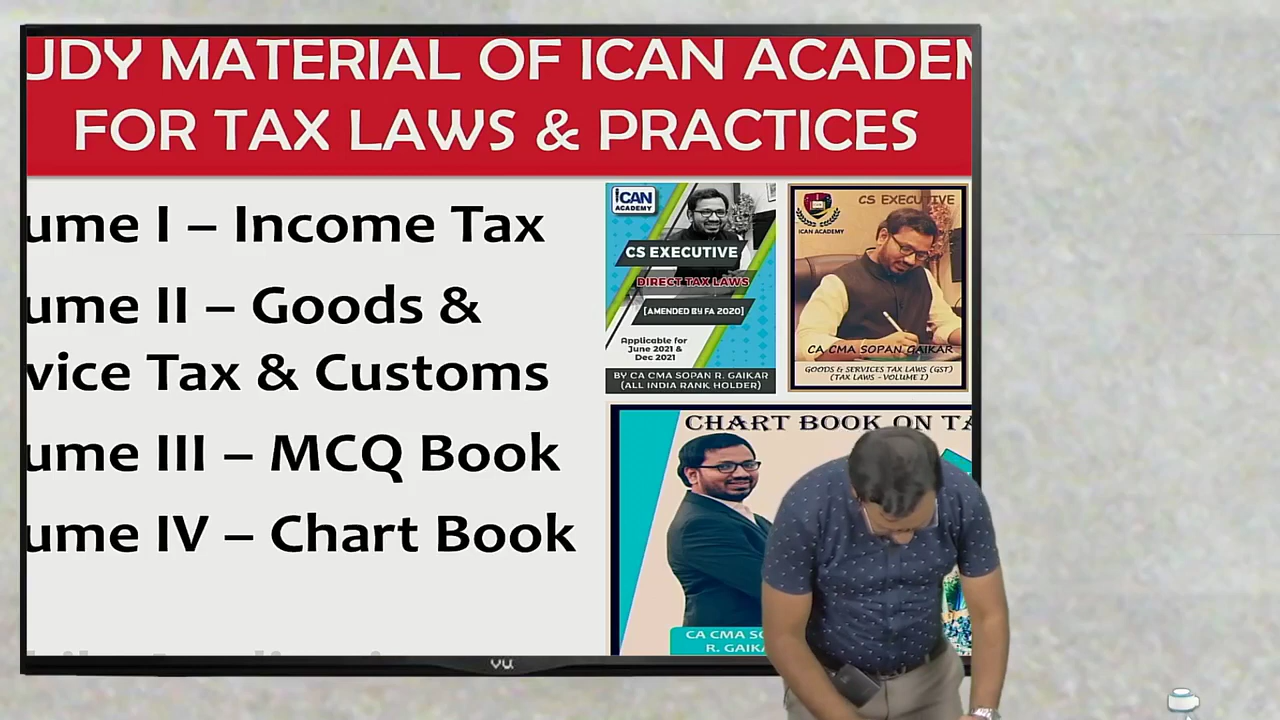 UDY MATERIAL OF ICAN ACADEM
FOR TAX LAWS & PRACTICES
ume I – Income Tax
ume II – Goods &
vice Tax & Customs
ume III – MCQ Book
ume IV – Chart Book
iCAN
ACADEMY
CS EXECUTIVE
DIRECT TAX LAWS
[AMENDED BY FA 2020]
Applicable for
June 2021 &
Dec 2021
BY CA CMA SOPAN R. GAIKAR
(ALL INDIA RANK HOLDER)
CS EXECUTIVE
ICAN ACADEMY
CA CMA SOPAN GAIKAR
GOODS & SERVICES TAX LAWS (GST)
(TAX LAWS - VOLUME I)
CHART BOOK ON TA
CA CMA SO
R. GAIKA
VU